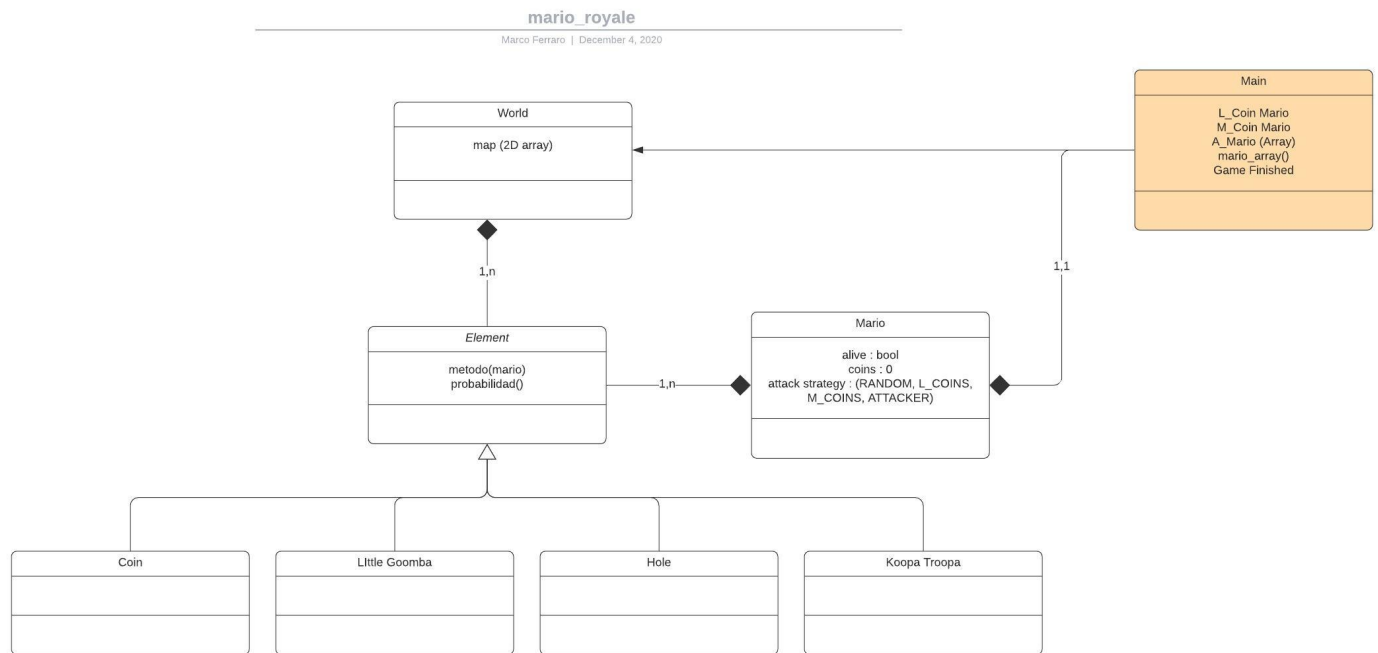 mario_royale
Marco Ferraro | December 4, 2020
Main
L_Coin Mario
M_Coin Mario
A_Mario (Array)
mario_array()
Game Finished
World
map (2D array)
1,n
1,1
Element
metodo(mario)
probabilidad()
1,n
Mario
alive : bool
coins : 0
attack strategy : (RANDOM, L_COINS,
M_COINS, ATTACKER)
Coin
LIttle Goomba
Hole
Koopa Troopa